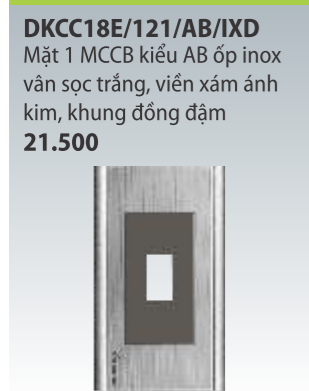 DKCC18E/121/AB/IXD
Mặt 1 MCCB kiểu AB ốp inox
vân sọc trắng, viền xám ánh
kim, khung đồng đậm
21.500